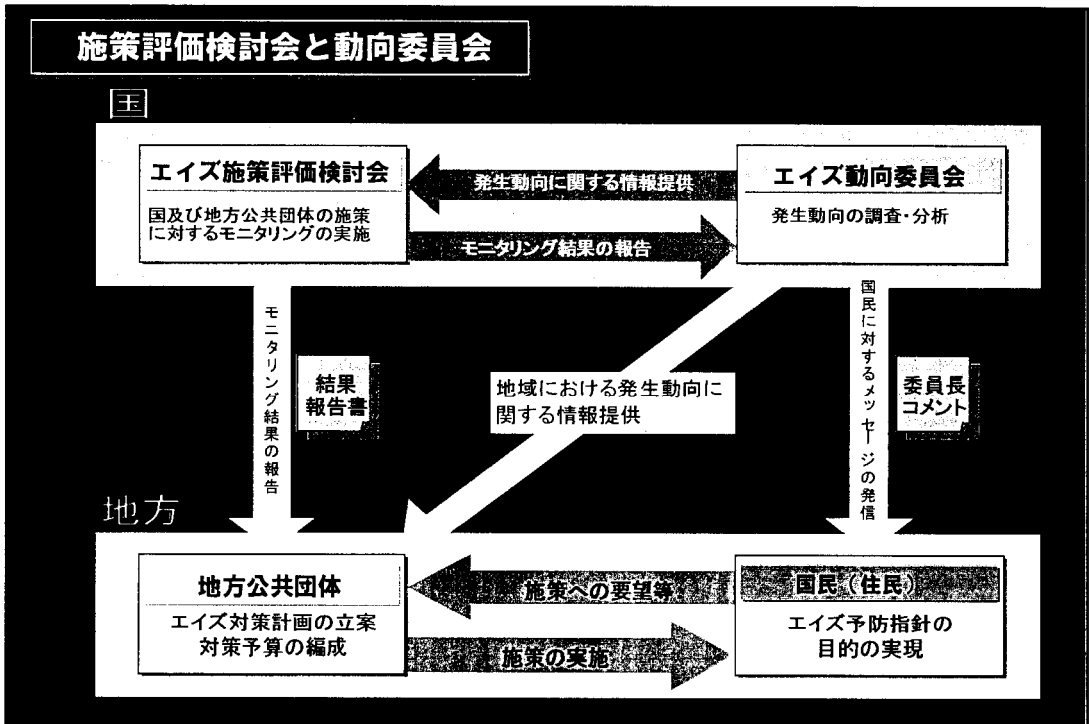 施策評価検討会と動向委員会
国
エイズ施策評価検討会
国及び地方公共団体の施策
に対するモニタリングの実施
発生動向に関する情報提供
モニタリング結果の報告
エイズ動向委員会
発生動向の調査・分析
モニタリング結果の報告
結果
報告書
地域における発生動向に
関する情報提供
国民に対するメッセージの発信
委員長
コメント
地方
地方公共団体
エイズ対策計画の立案
対策予算の編成
施策への要望等
施策の実施
国民（住民）
エイズ予防指針の
目的の実現